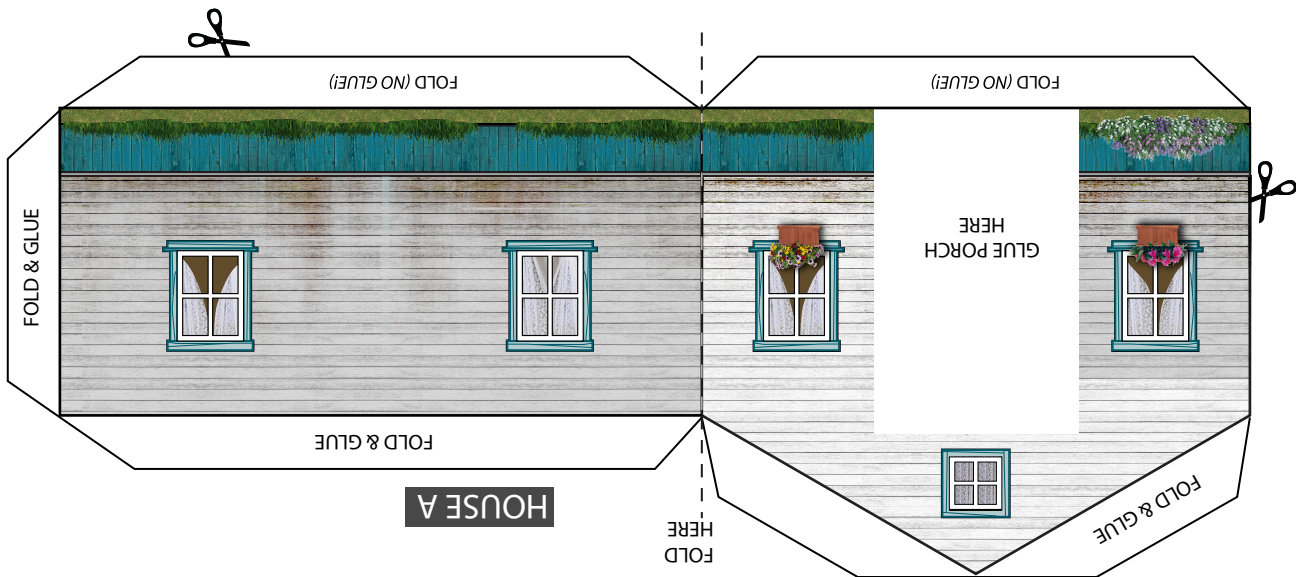 FOLD & GLUE
FOLD
HERE
HOUSE A
FOLD & GLUE
GLUE PORCH
HERE
FOLD & GLUE
FOLD (NO GLUE!)
FOLD (NO GLUE!)